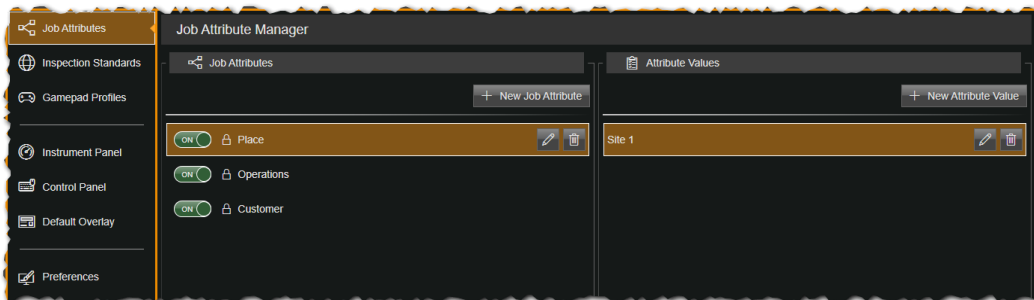 Job Attributes
Inspection Standards
Gamepad Profiles
Instrument Panel
Control Panel
Default Overlay
Preferences
Job Attribute Manager
Job Attributes
New Job Attribute
ON Place
ON Operations
ON Customer
Attribute Values
New Attribute Value
Site 1